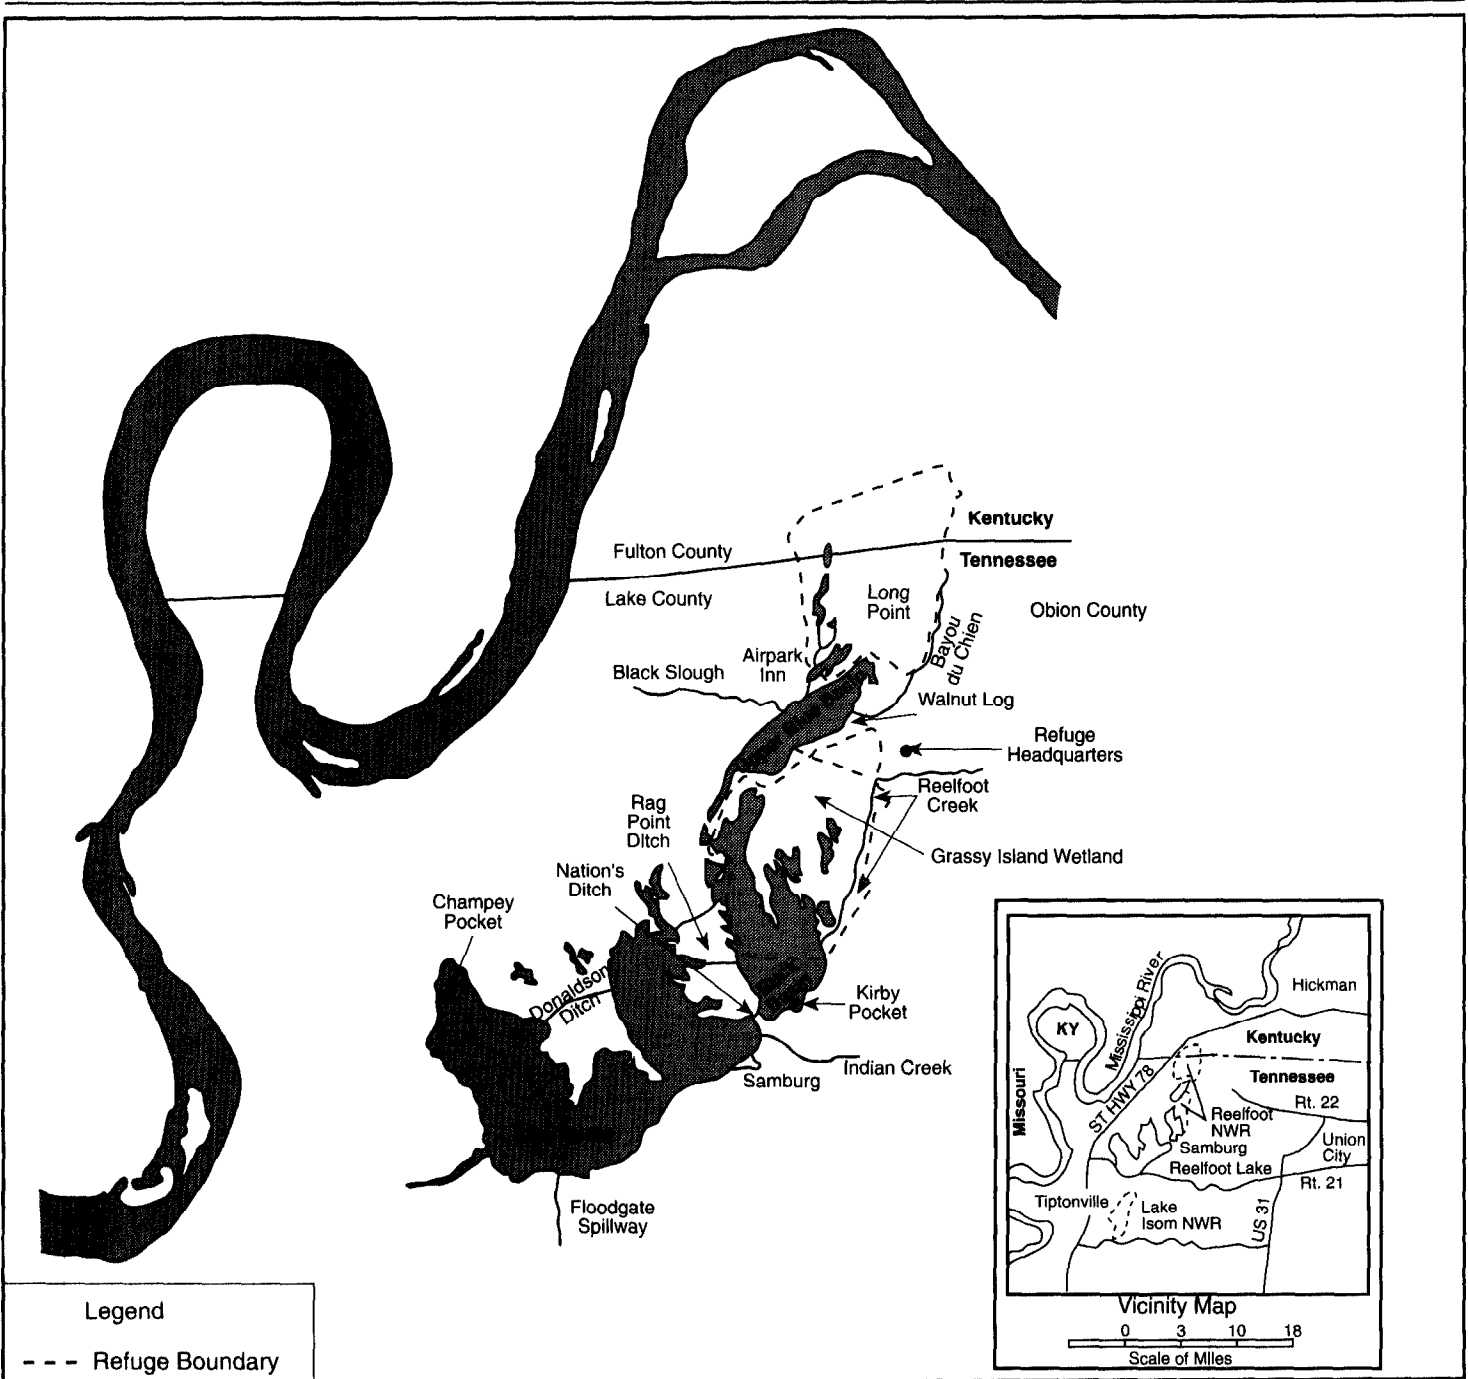 Kentucky
Fulton County
Tennessee
Lake County
Long
Point
Obion County
Bayou
du Chien
Airpark
Inn
Black Slough
Walnut Log
Refuge
Headquarters
Reelfoot
Creek
Rag
Point
Ditch
Grassy Island Wetland
Nation's
Ditch
Champey
Pocket
Donaldson
Ditch
Kirby
Pocket
Indian Creek
Samburg
Floodgate
Spillway
Legend
Refuge Boundary
Mississippi River
Hickman
KY
Kentucky
Missouri
ST HWY 78
Tennessee
Rt. 22
Reelfoot
NWR
Union
City
Samburg
Reelfoot Lake
Rt. 21
Tiptonville
Lake
Isom NWR
US 31
Vicinity Map
0 3 10 18
Scale of Miles